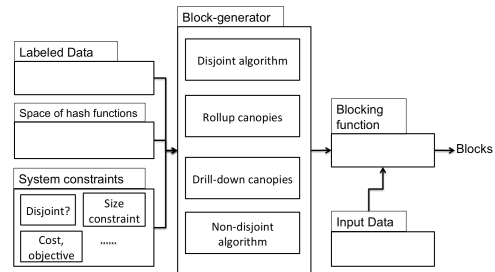 Block-generator
Labeled Data
Disjoint algorithm
Space of hash functions
Rollup canopies
Blocking
function
Blocks
System constraints
Disjoint?
Size
constraint
Cost,
objective
......
Drill-down canopies
Non-disjoint
algorithm
Input Data